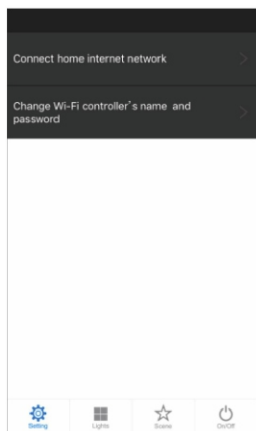 Connect home internet network
Change Wi-Fi controller's name and
password
Setting
Lights
Scene
On/Off